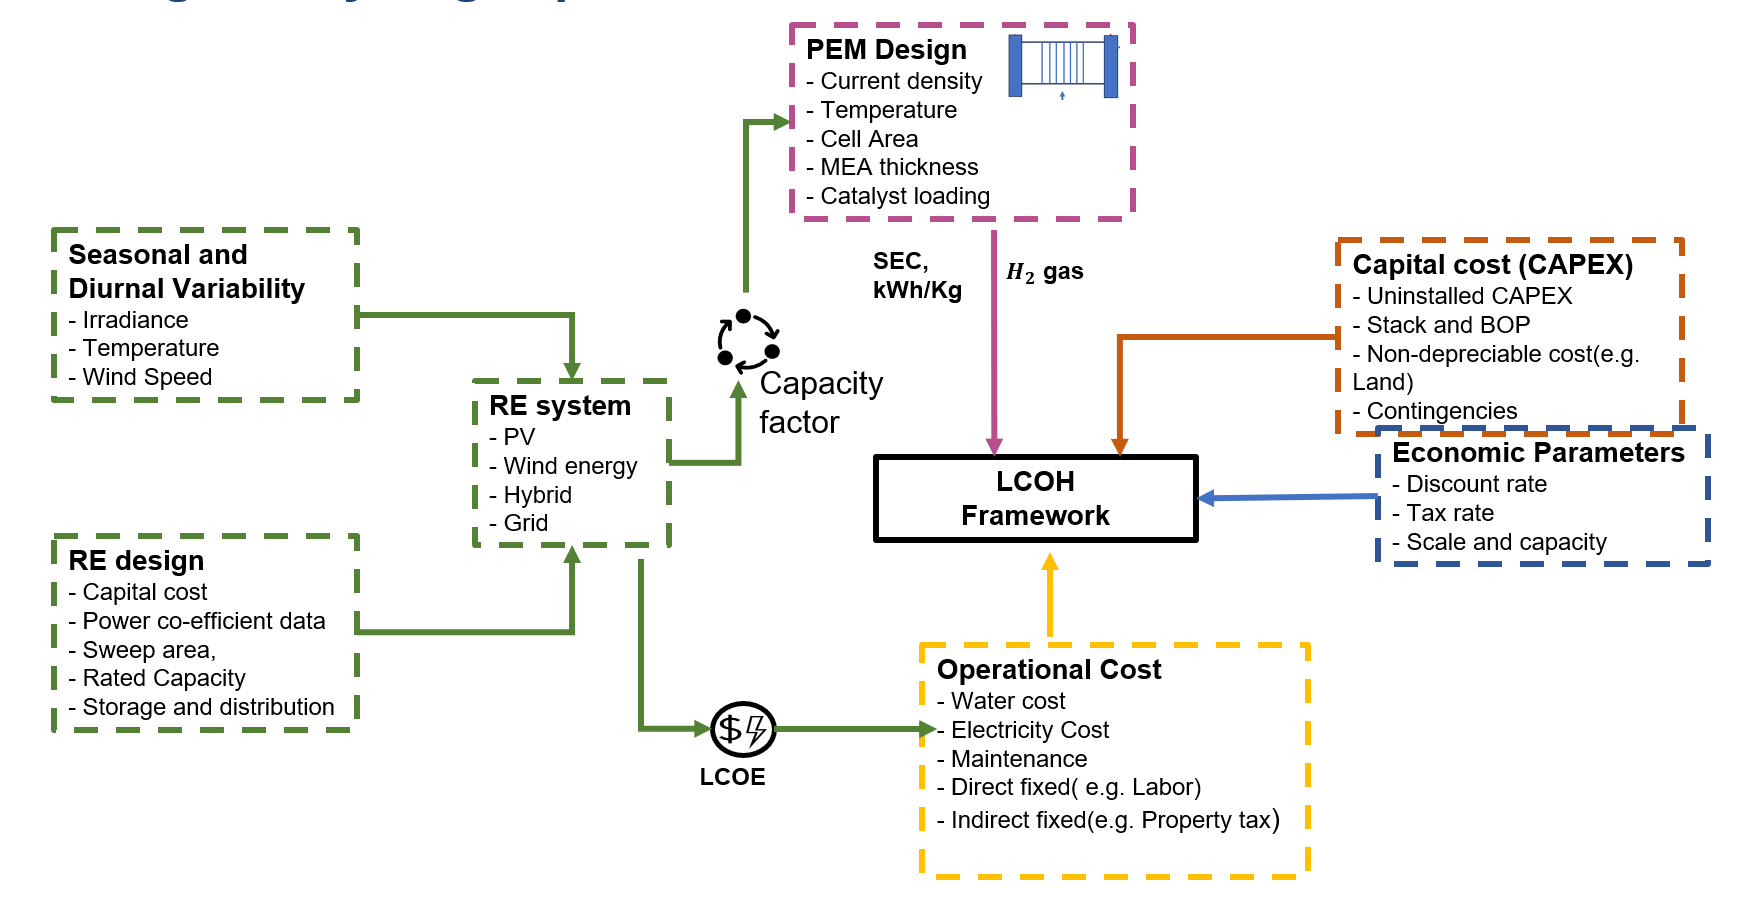 PEM Design
- Current density
- Temperature
- Cell Area
- MEA thickness
- Catalyst loading
Seasonal and
Diurnal Variability
- Irradiance
- Temperature
- Wind Speed
SEC,
kWh/Kg
H₂ gas
Capital cost (CAPEX)
- Uninstalled CAPEX
- Stack and BOP
- Non-depreciable cost(e.g.
Land)
- Contingencies
Capacity
factor
RE system
- PV
- Wind energy
- Hybrid
- Grid
LCOH
Framework
Economic Parameters
- Discount rate
- Tax rate
- Scale and capacity
RE design
- Capital cost
- Power co-efficient data
- Sweep area,
- Rated Capacity
- Storage and distribution
$
LCOE
Operational Cost
- Water cost
- Electricity Cost
- Maintenance
- Direct fixed( e.g. Labor)
- Indirect fixed(e.g. Property tax)